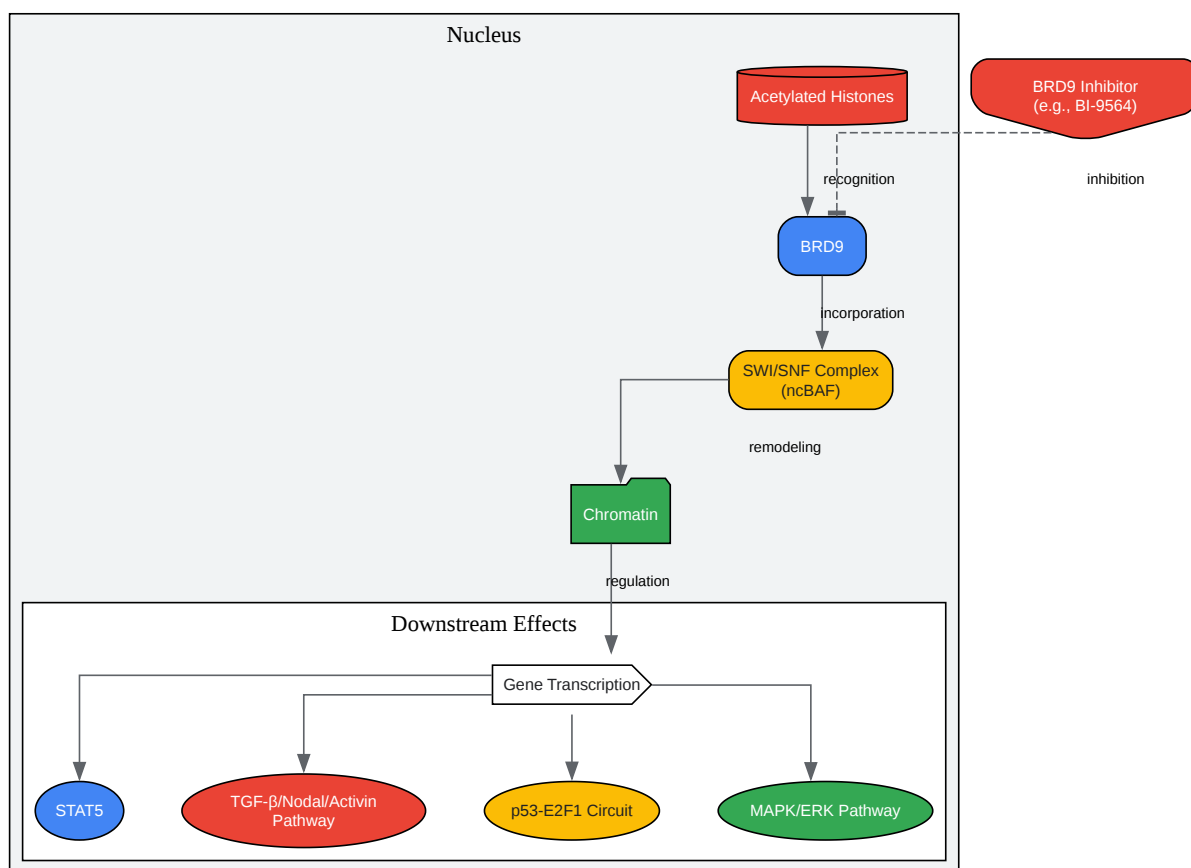 Nucleus
Acetylated Histones
BRD9 Inhibitor
(e.g., BI-9564)
recognition
inhibition
BRD9
incorporation
SWI/SNF Complex
(ncBAF)
remodeling
Chromatin
regulation
Downstream Effects
Gene Transcription
STAT5
TGF-β/Nodal/Activin
Pathway
p53-E2F1 Circuit
MAPK/ERK Pathway